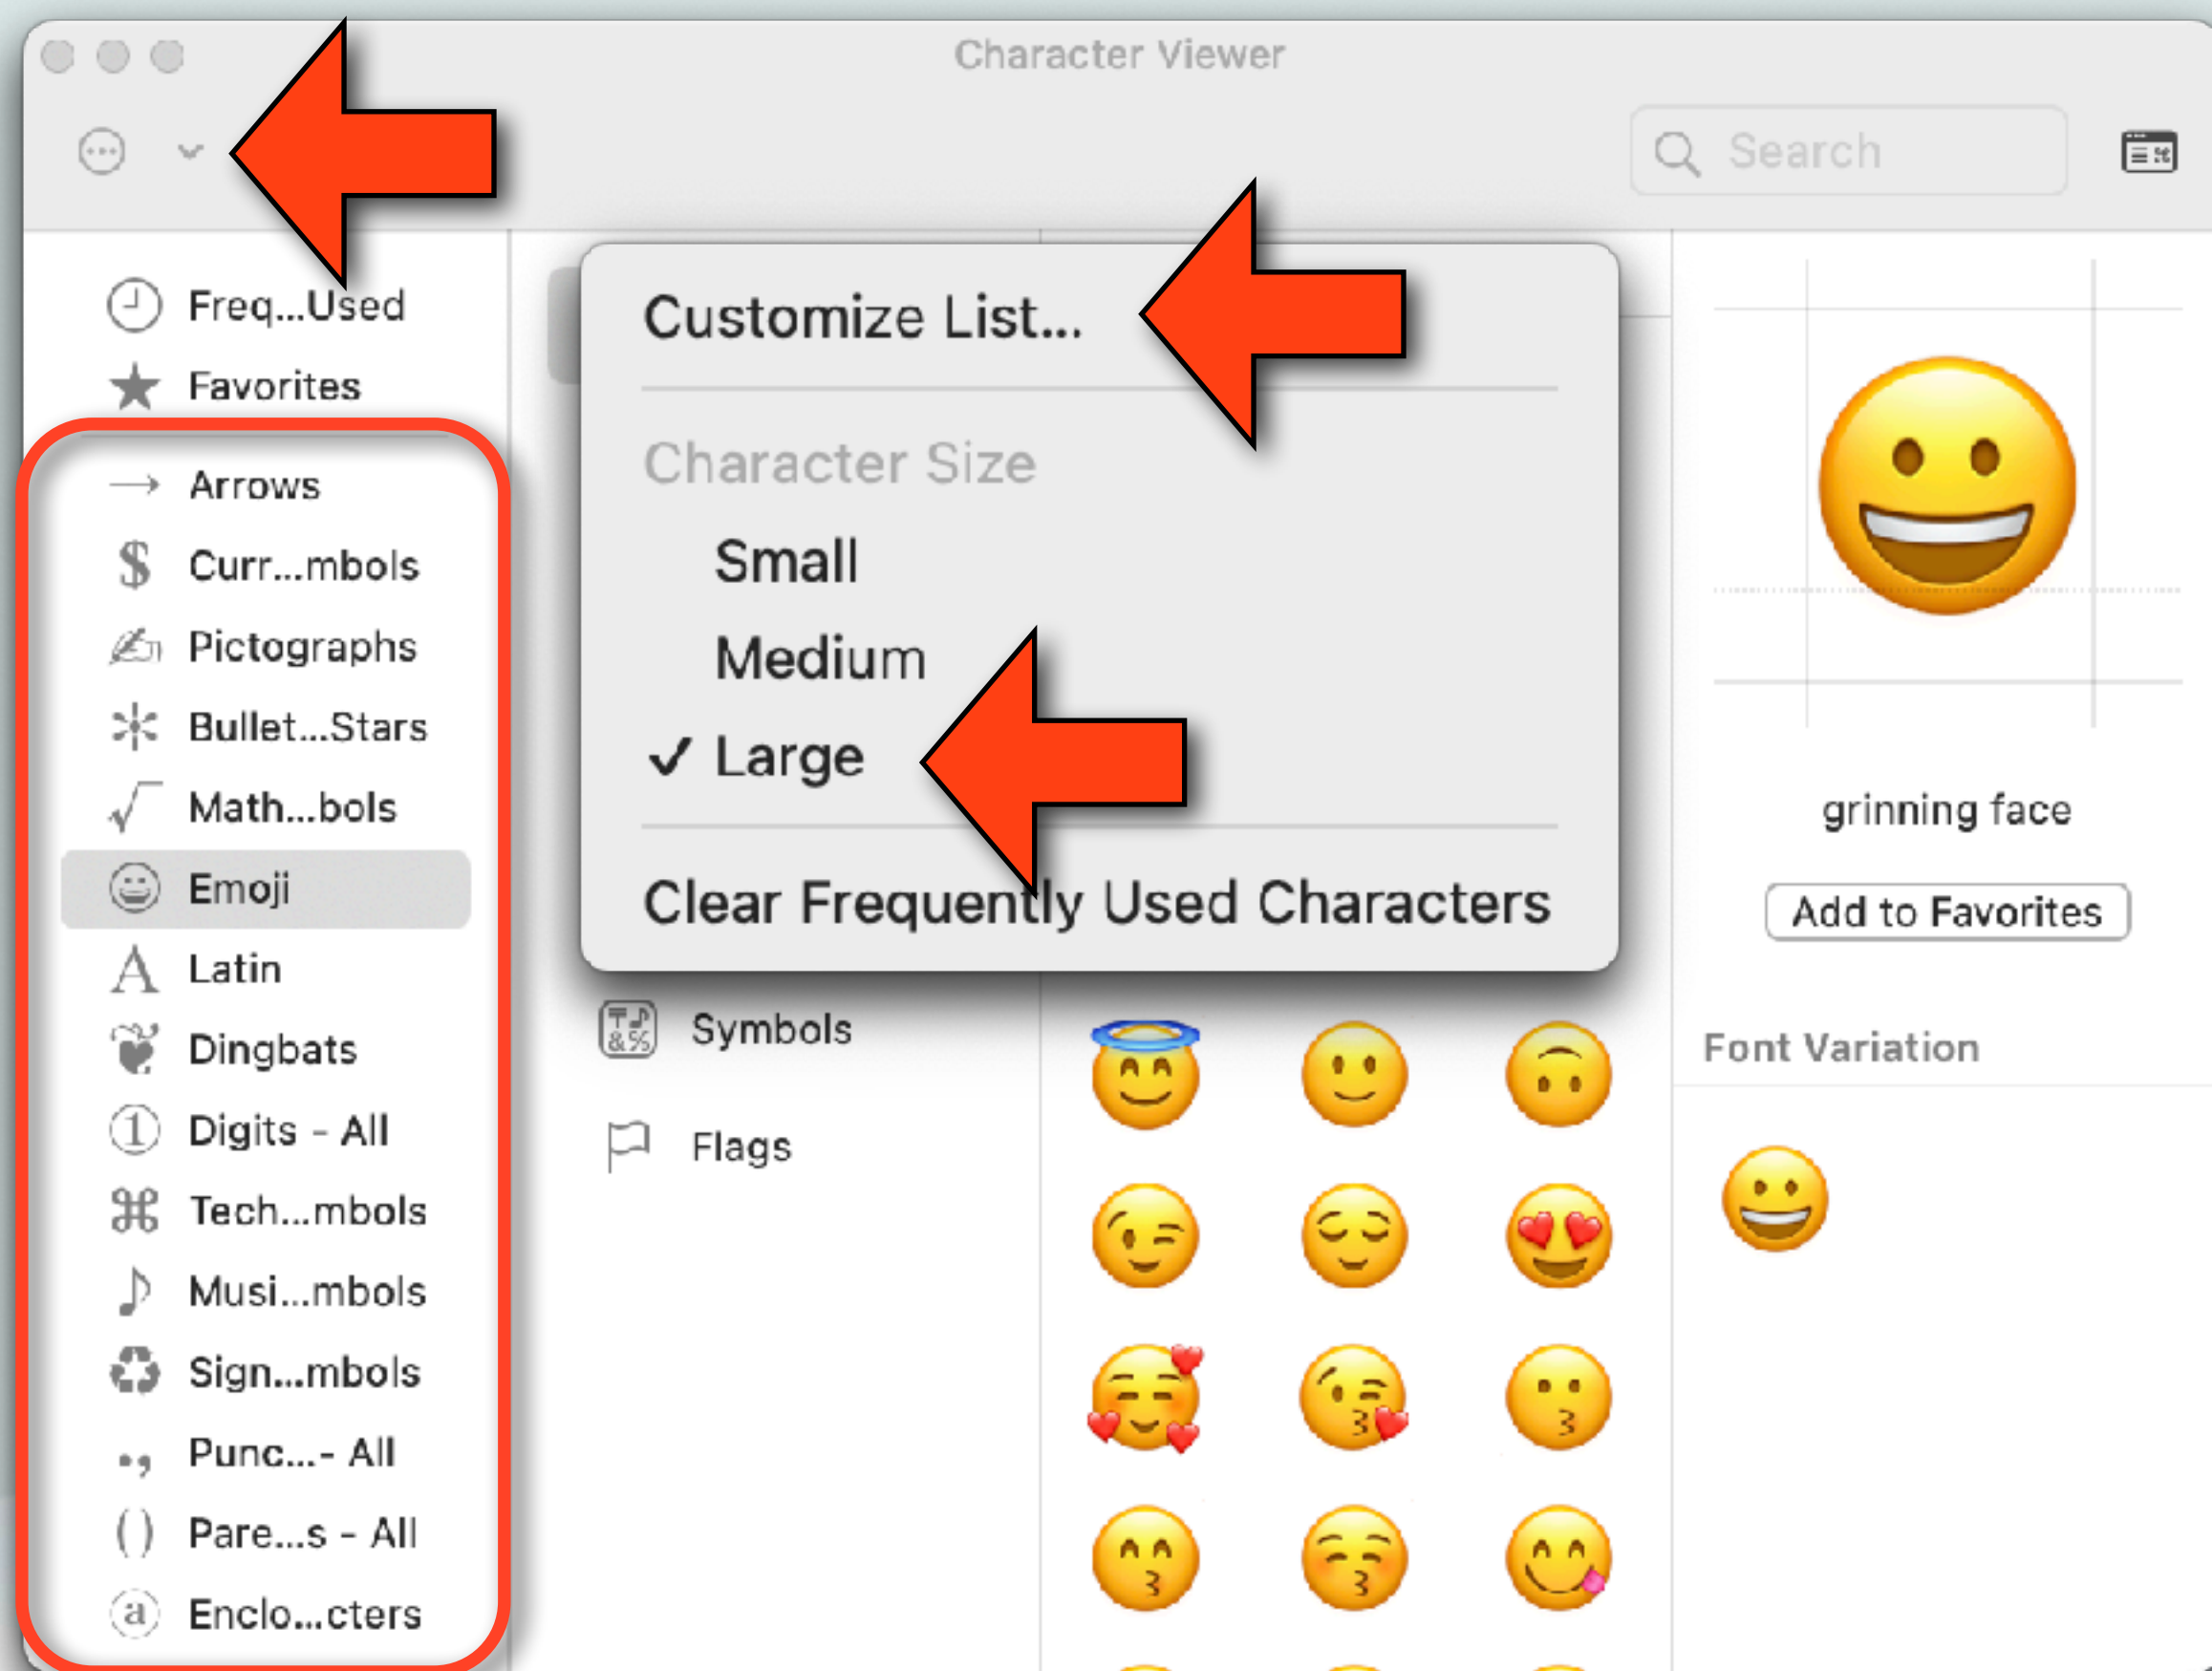 Character Viewer
Search
Freq...Used
Favorites
Arrows
Curr...mbols
Pictographs
Bullet...Stars
Math...bols
Emoji
Latin
Dingbats
Digits - All
Tech...mbols
Musi...mbols
Sign...mbols
Punc...- All
Pare...s - All
Enclo...cters
Customize List...
Character Size
Small
Medium
✓ Large
Clear Frequently Used Characters
Symbols
Flags
grinning face
Add to Favorites
Font Variation